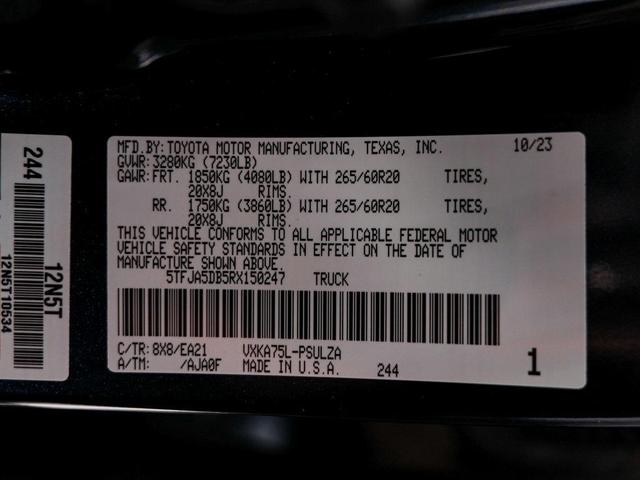 244
12N5T
12N5T10534
MFD.BY: TOYOTA MOTOR MANUFACTURING, TEXAS, INC. 10/23
GVWR: 3280KG (7230LB)
GAWR: FRT. 1850KG (4080LB) WITH 265/60R20 TIRES,
20X8J RIMS.
RR. 1750KG (3860LB) WITH 265/60R20 TIRES,
20X8J RIMS.
THIS VEHICLE CONFORMS TO ALL APPLICABLE FEDERAL MOTOR
VEHICLE SAFETY STANDARDS IN EFFECT ON THE DATE OF
MANUFACTURE SHOWN ABOVE.
5TFJA5DB5RX150247 TRUCK
C/TR: 8X8/EA21 VXKA75L-PSULZA
A/TM: /AJA0F MADE IN U.S.A. 244 1